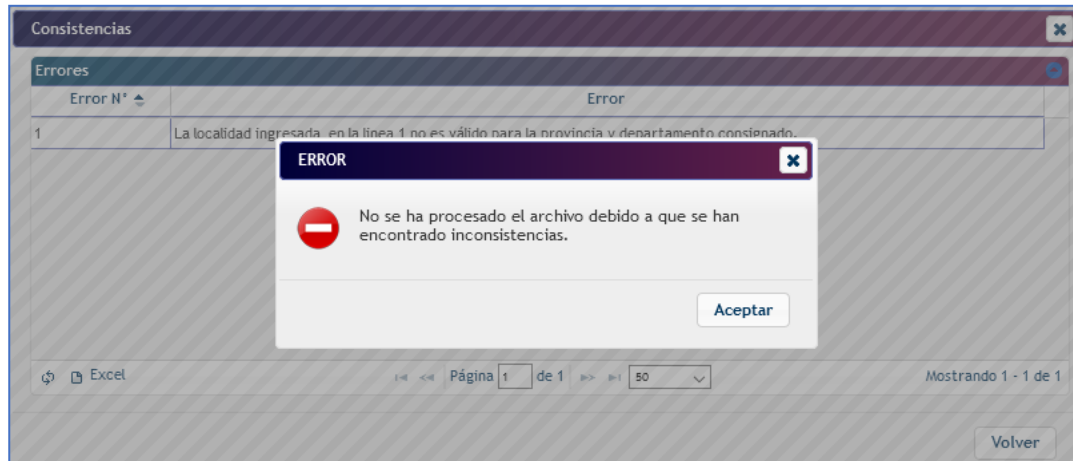 Consistencias
Errores
Error N° Error
1 La localidad ingresada en la linea 1 no es válido para la provincia y departamento consignado.
ERROR
No se ha procesado el archivo debido a que se han
encontrado inconsistencias.
Aceptar
Excel Página 1 de 1 50 Mostrando 1 - 1 de 1
Volver